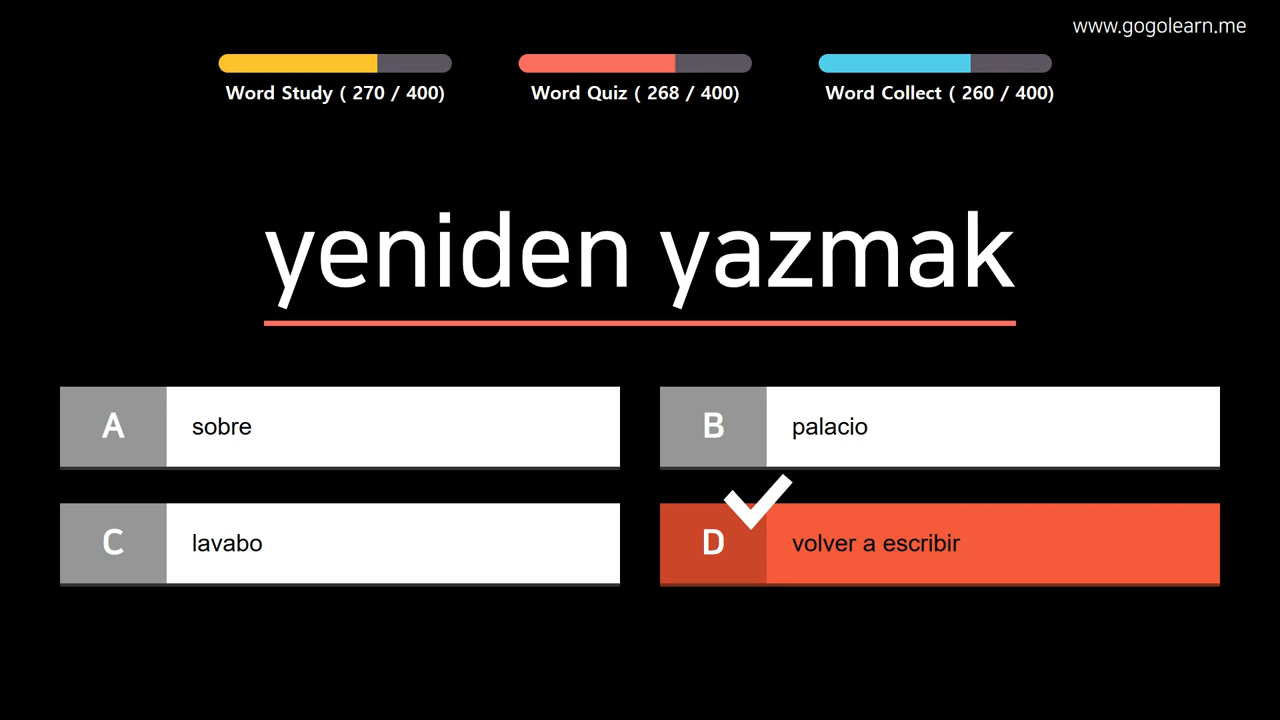 www.gogolearn.me
Word Study ( 270 / 400)
Word Quiz ( 268 / 400)
Word Collect ( 260 / 400)
yeniden yazmak
A
sobre
B
palacio
C
lavabo
D
volver a escribir